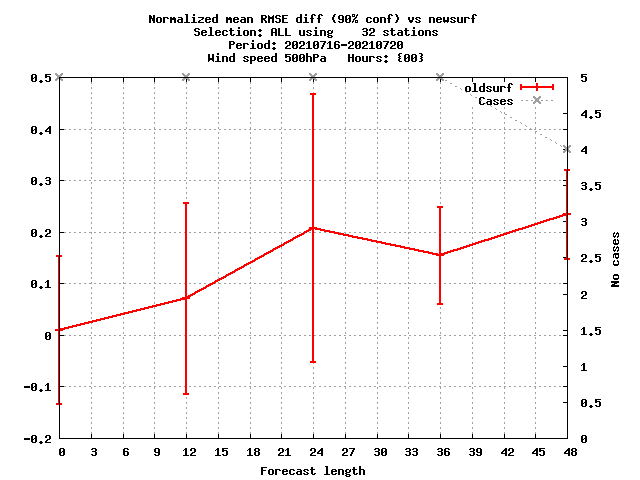 Normalized mean RMSE diff (90% conf) vs newsurf
Selection: ALL using    32 stations
Period: 20210716-20210720
Wind speed 500hPa   Hours: {00}
oldsurf
Cases
0.5
0.4
0.3
0.2
0.1
0
-0.1
-0.2
5
4.5
4
3.5
3
2.5
2
1.5
1
0.5
0
No cases
0 3 6 9 12 15 18 21 24 27 30 33 36 39 42 45 48
Forecast length